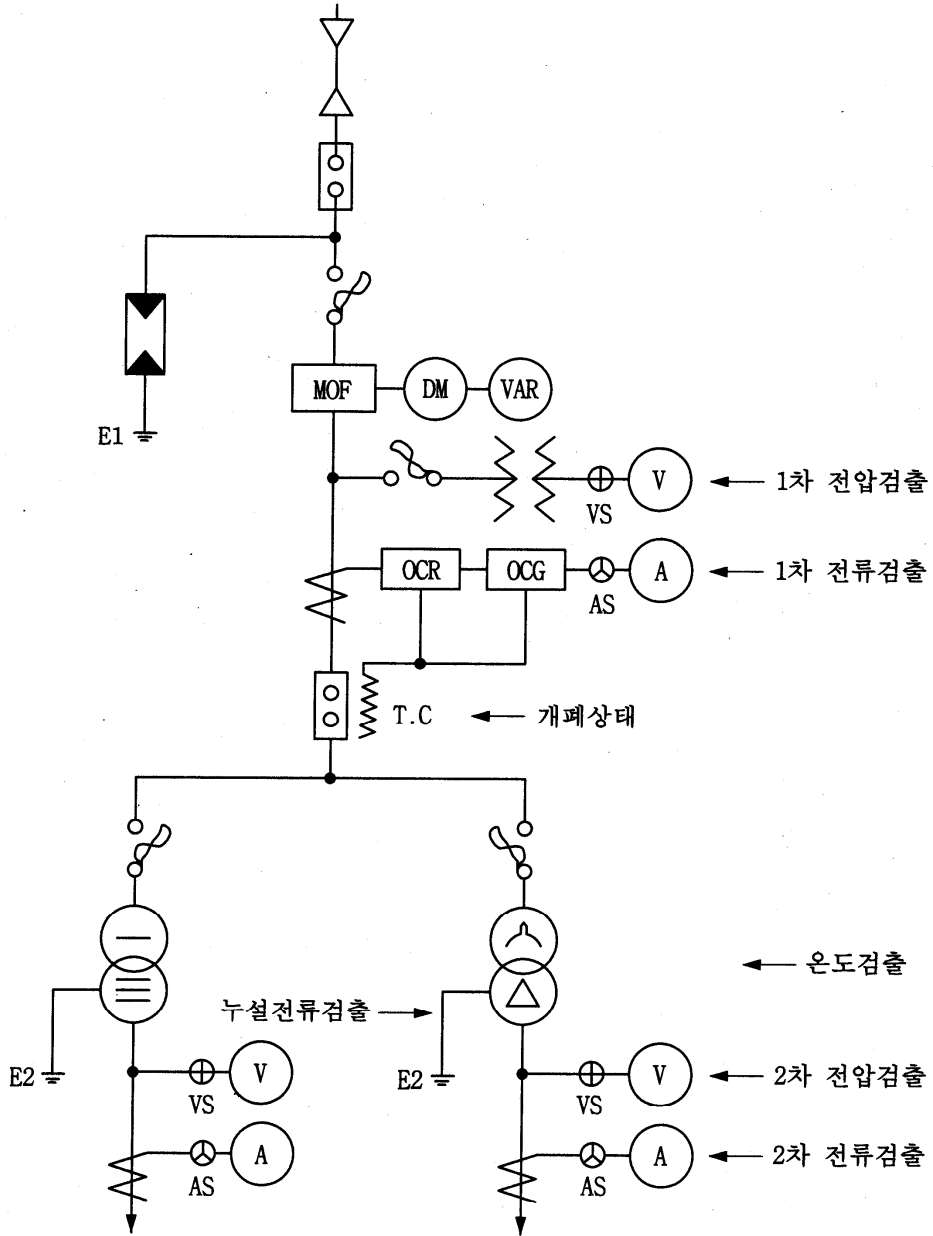 MOF
DM
VAR
E1
V
1차 전압검출
VS
OCR
OCG
A
1차 전류검출
AS
T.C
개폐상태
온도검출
누설전류검출
E2
V
VS
E2
V
2차 전압검출
VS
A
AS
A
2차 전류검출
AS